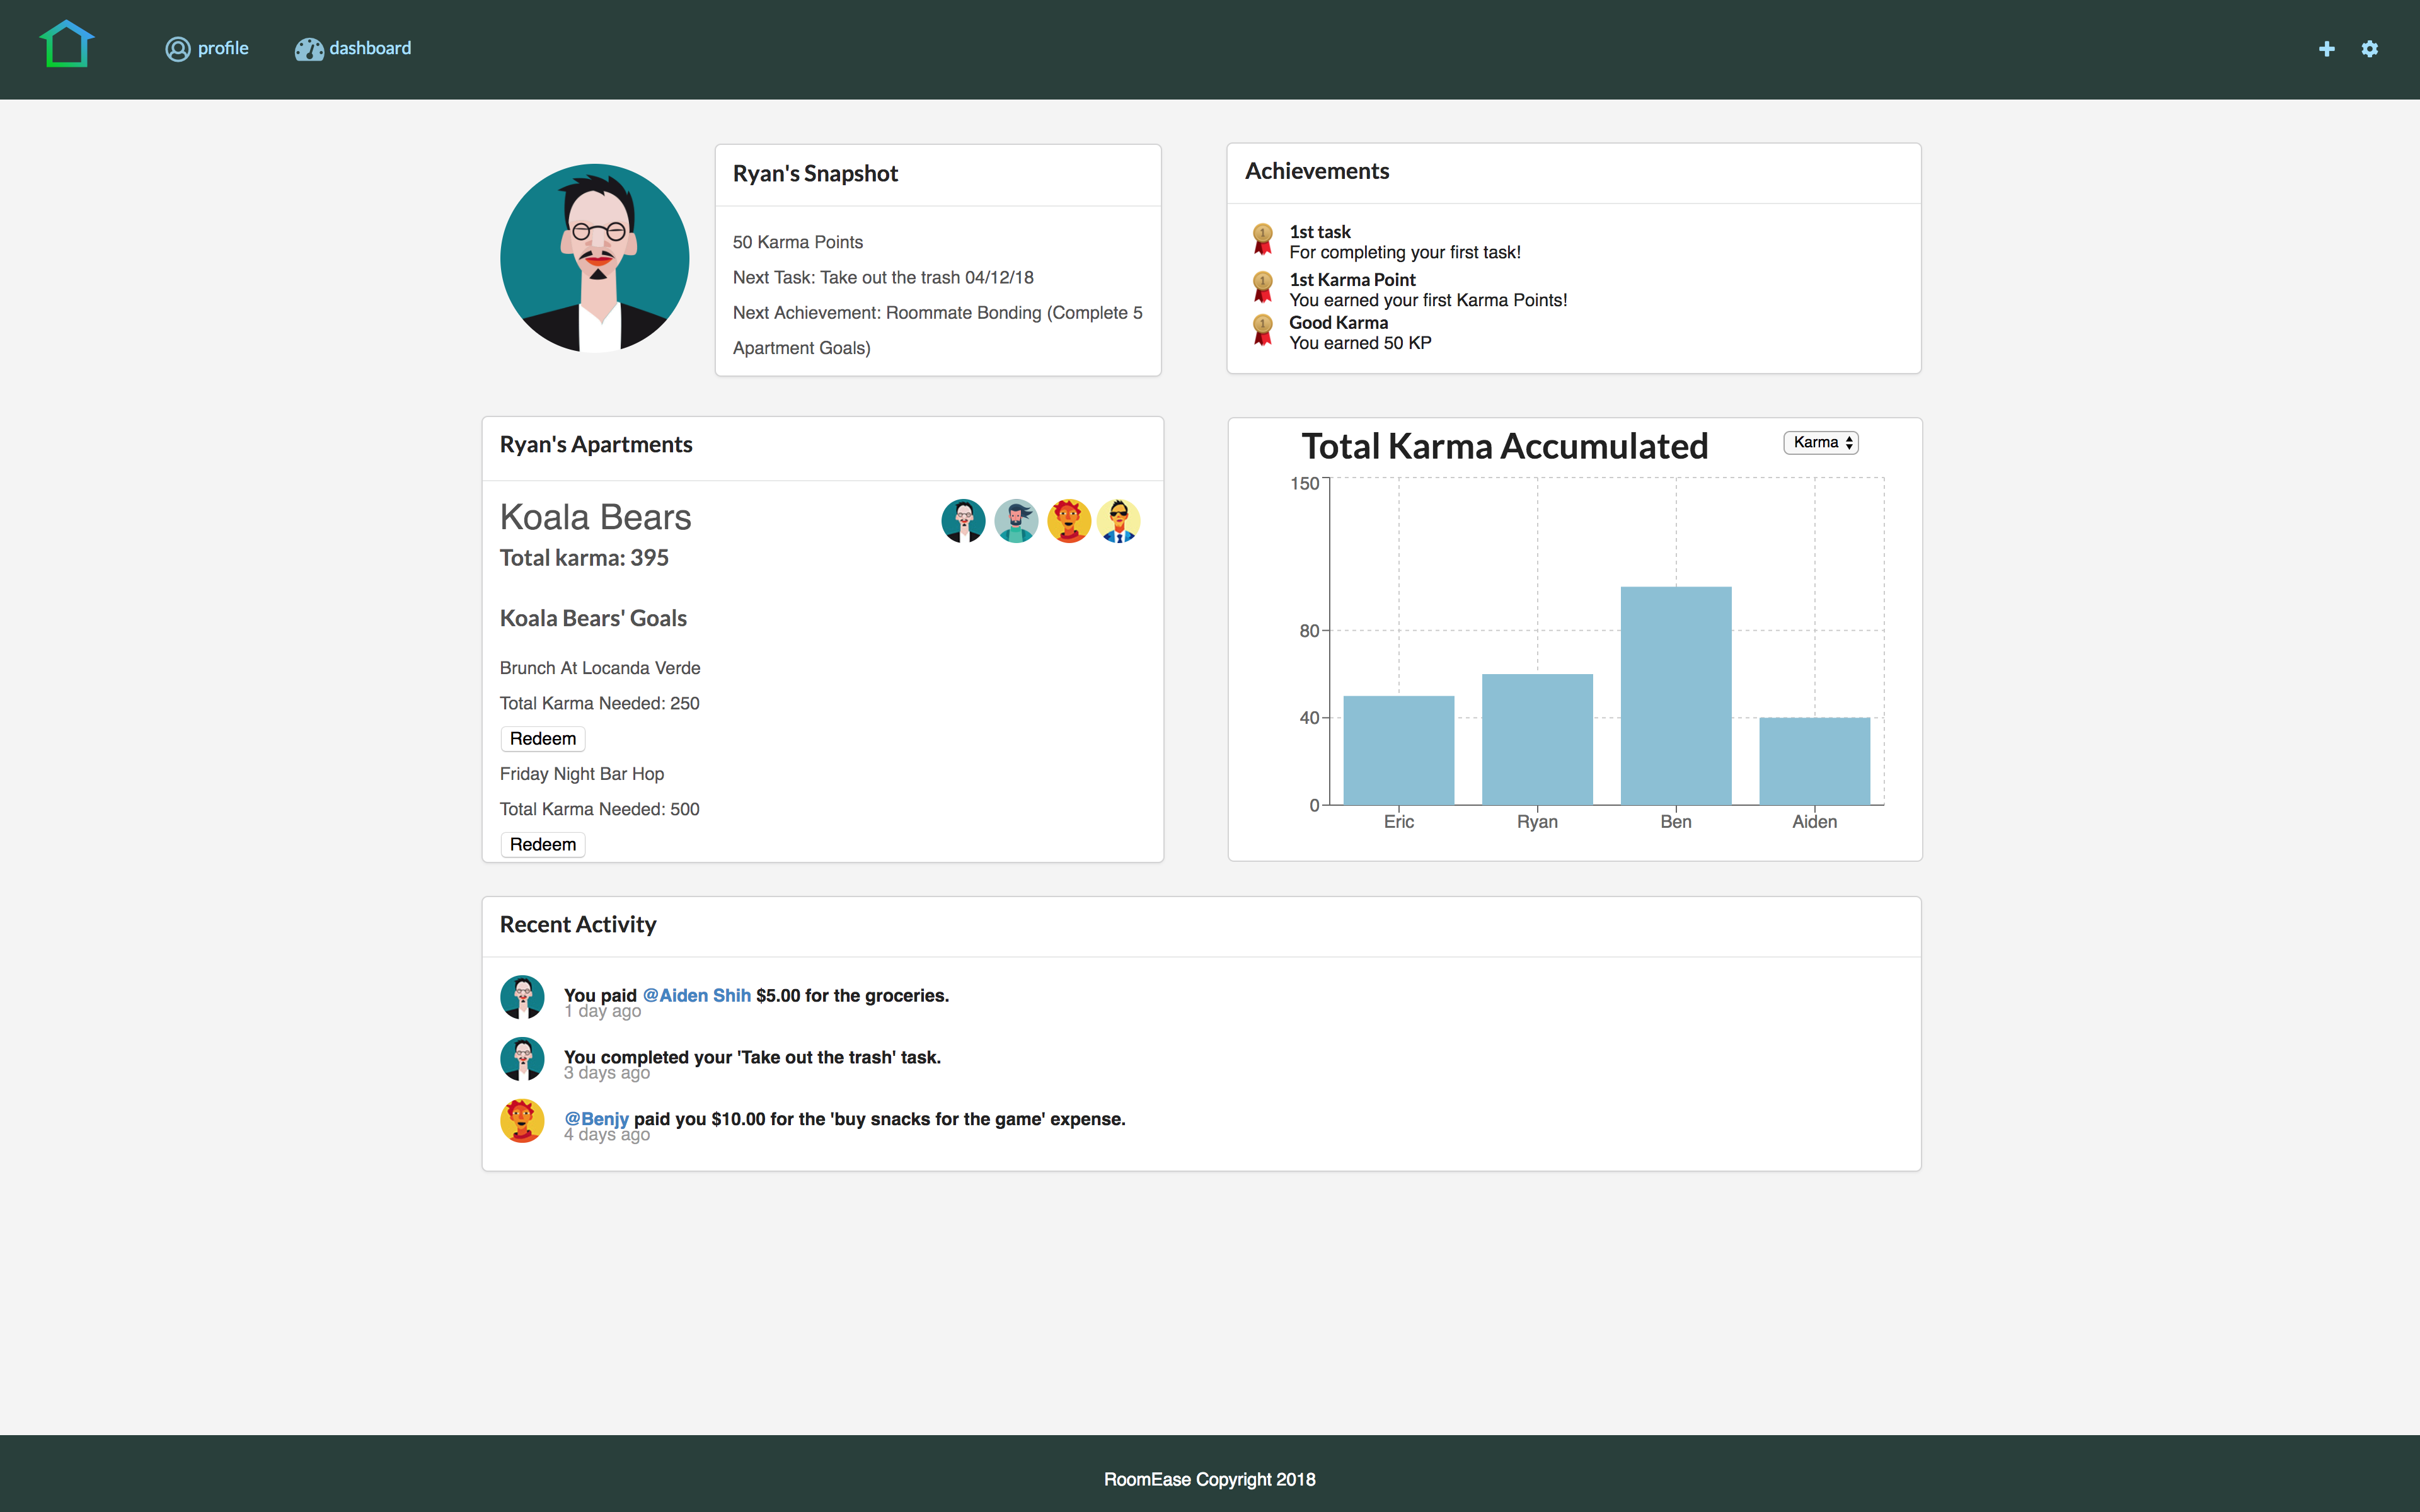 profile
dashboard
Ryan's Snapshot
50 Karma Points
Next Task: Take out the trash 04/12/18
Next Achievement: Roommate Bonding (Complete 5
Apartment Goals)
Achievements
1
1st task
For completing your first task!
1
1st Karma Point
You earned your first Karma Points!
1
Good Karma
You earned 50 KP
Ryan's Apartments
Koala Bears
Total karma: 395
Koala Bears' Goals
Brunch At Locanda Verde
Total Karma Needed: 250
Redeem
Friday Night Bar Hop
Total Karma Needed: 500
Redeem
Total Karma Accumulated
Karma
150
80
40
0
Eric
Ryan
Ben
Aiden
Recent Activity
You paid @Aiden Shih $5.00 for the groceries.
1 day ago
You completed your 'Take out the trash' task.
3 days ago
@Benjy paid you $10.00 for the 'buy snacks for the game' expense.
4 days ago
RoomEase Copyright 2018